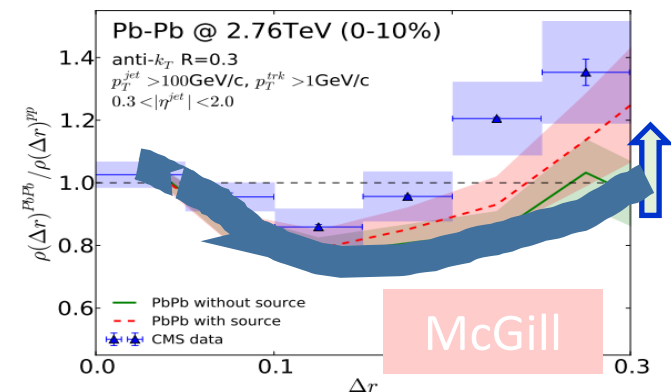 Pb-Pb @ 2.76TeV (0-10%)
anti-k_T R=0.3
p_T^{jet} >100GeV/c, p_T^{trk} >1GeV/c
0.3 <|η^{jet}| <2.0
ρ(Δr)^{PbPb}/ρ(Δr)^{pp}
1.4
1.2
1.0
0.8
0.6
PbPb without source
PbPb with source
CMS data
McGill
0.0
0.1
0.3
Δr